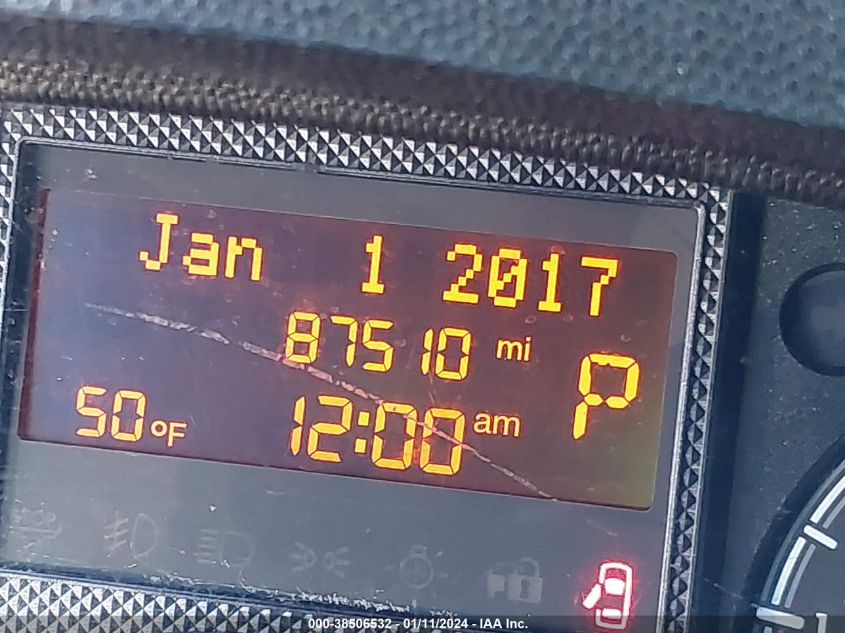 Jan 1 2017
87510 mi
P
50°F 12:00 am
000-38506532 - 01/11/2024 - IAA Inc.